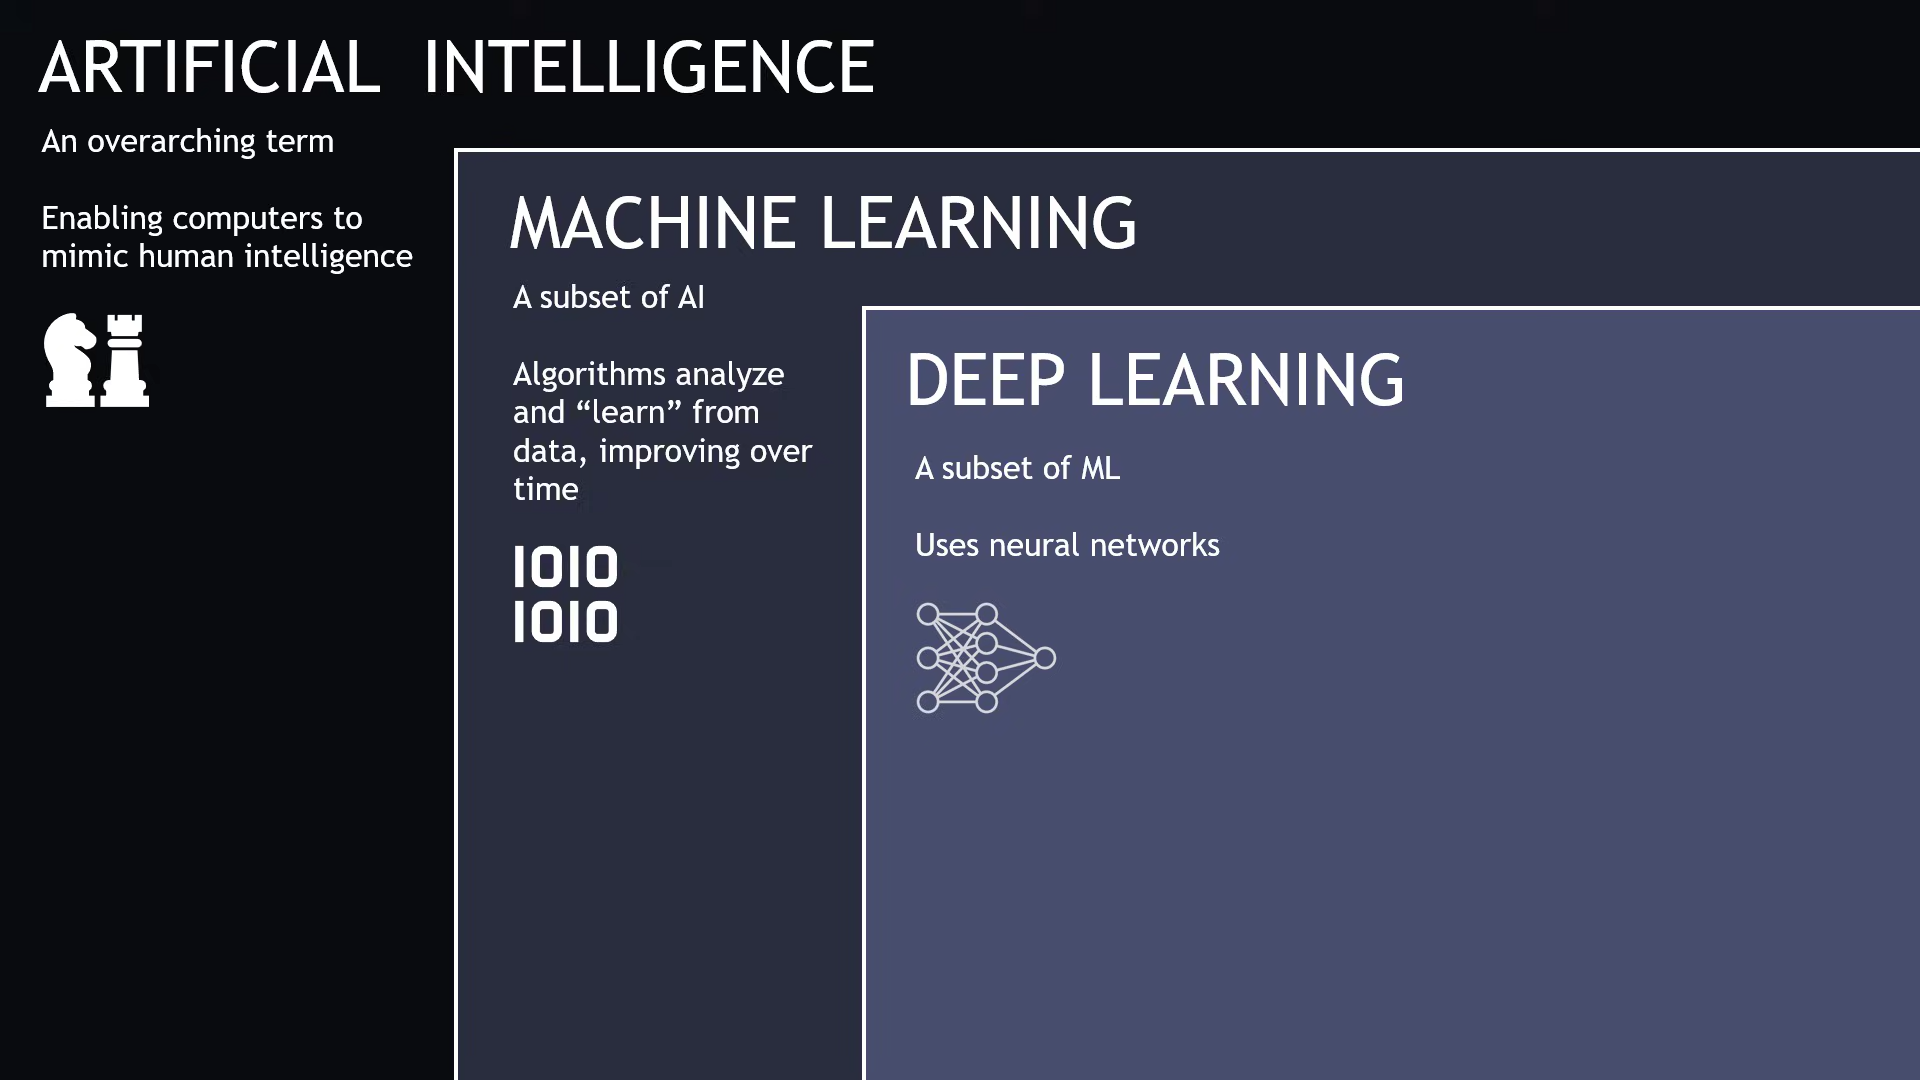 ARTIFICIAL INTELLIGENCE
An overarching term
Enabling computers to
mimic human intelligence
MACHINE LEARNING
A subset of AI
Algorithms analyze
and “learn” from
data, improving over
time
1010
1010
DEEP LEARNING
A subset of ML
Uses neural networks